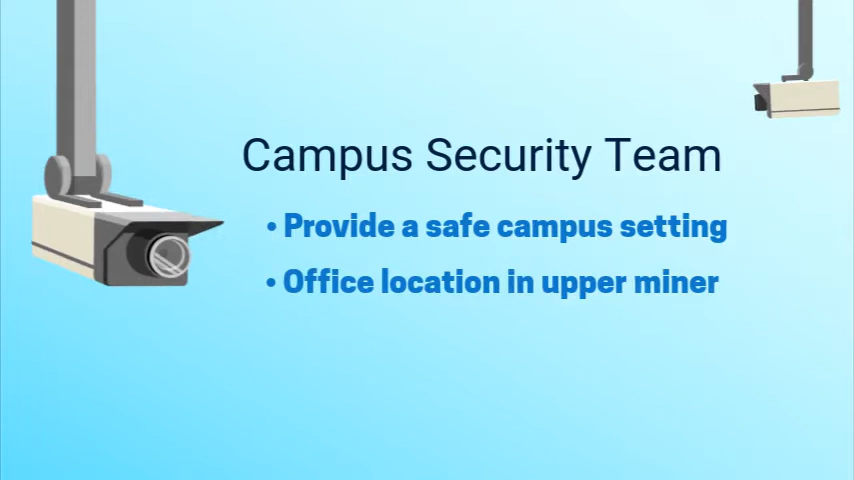 Campus Security Team
• Provide a safe campus setting
• Office location in upper miner